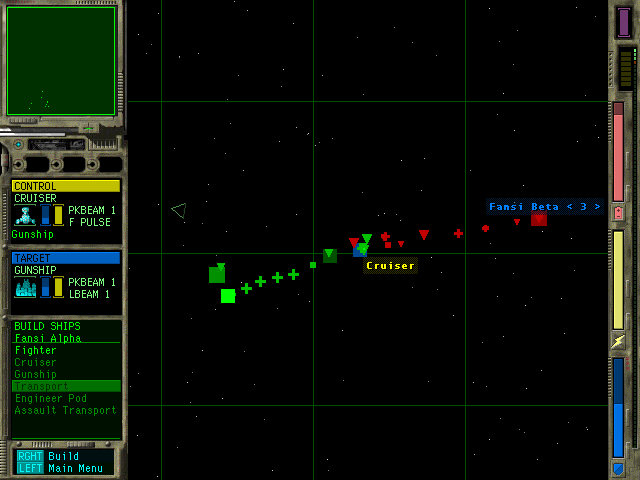 CONTROL
CRUISER
PKBEAM 1
F PULSE
Gunship
TARGET
GUNSHIP
PKBEAM 1
LBEAM 1
BUILD SHIPS
Fansi Alpha
Fighter
Cruiser
Gunship
Transport
Engineer Pod
Assault Transport
RGHT Build
LEFT Main Menu
Fansi Beta < 3 >
Cruiser